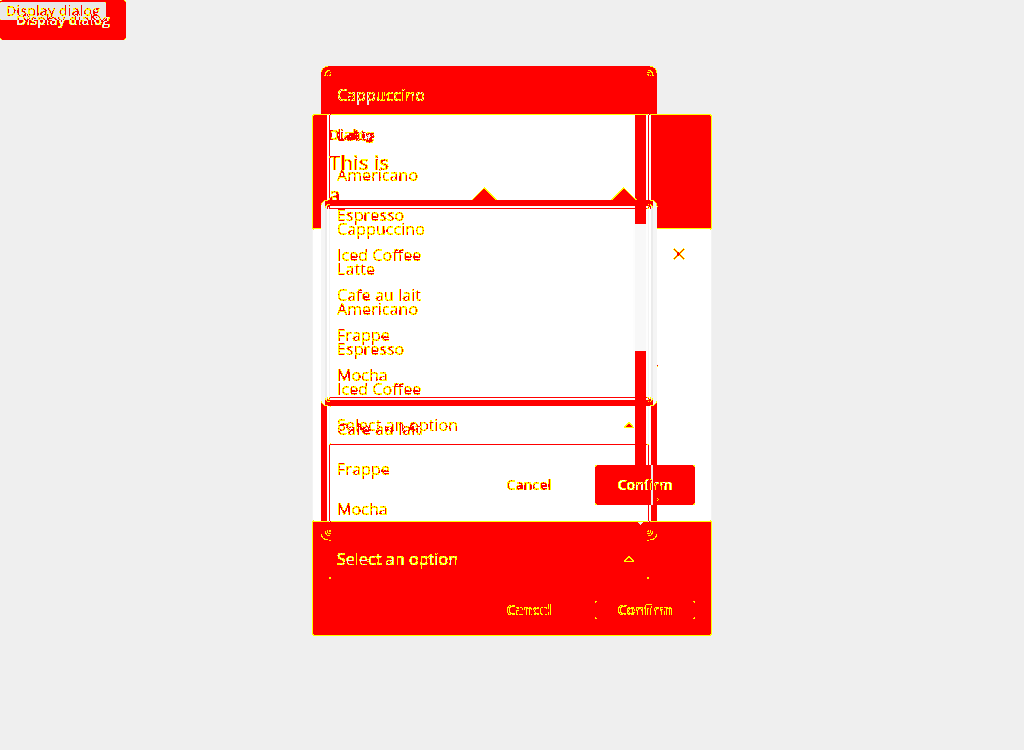 Display dialog
Display dialog
Cappuccino
This is
Americano
a
Espresso
Cappuccino
Iced Coffee
Latte
Cafe au lait
Americano
Frappe
Espresso
Mocha
Iced Coffee
Select an option
Cafe au lait
Frappe
Cancel
Confirm
Mocha
Select an option
Cancel
Confirm